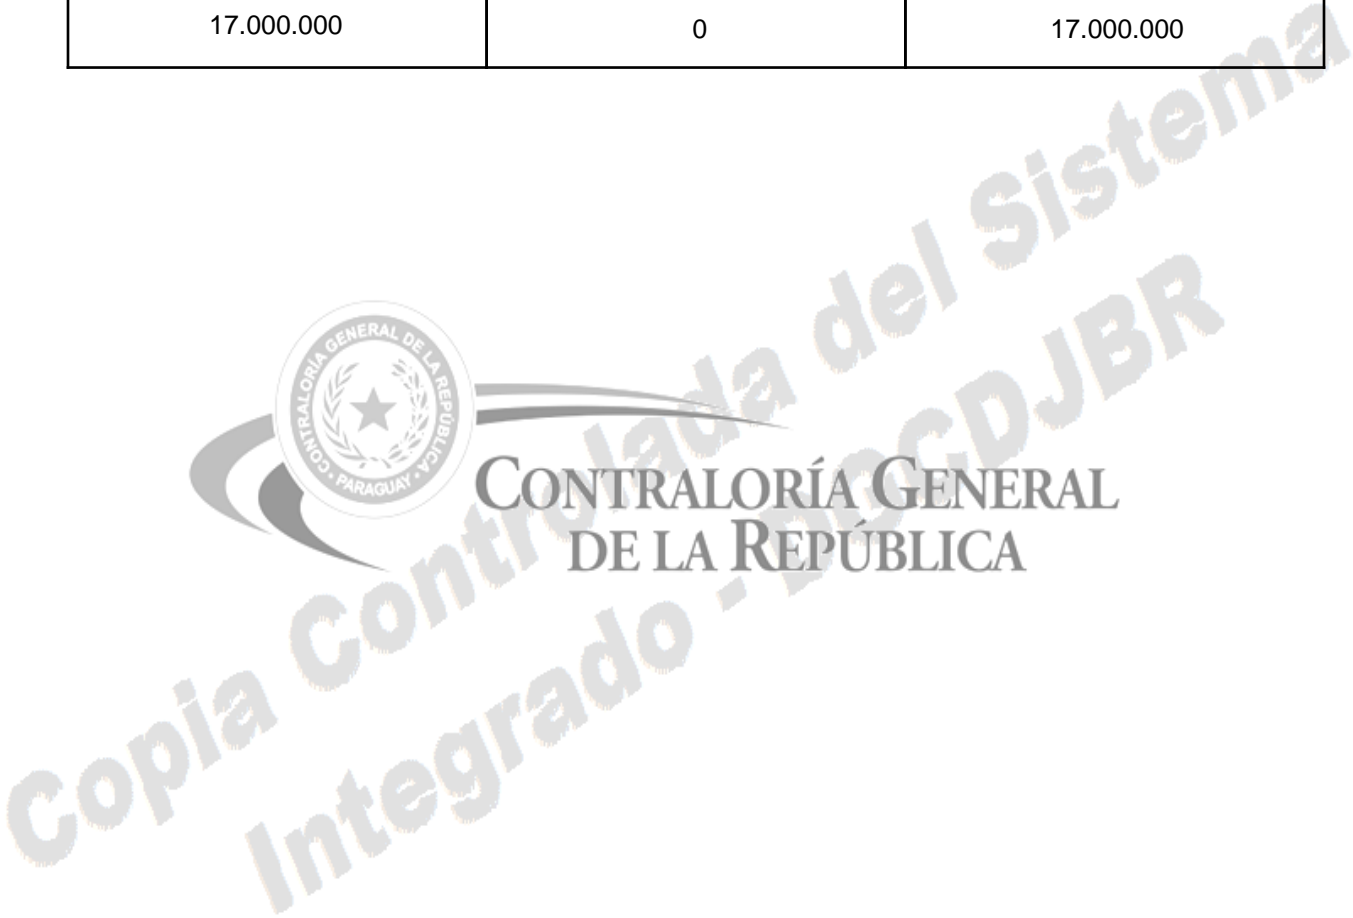 17.000.000 0 17.000.000
CONTRALORÍA GENERAL DE LA REPÚBLICA
· PARAGUAY ·
CONTRALORÍA GENERAL
DE LA REPÚBLICA
Copia Controlada del Sistema
Integrado - DGCDJBR